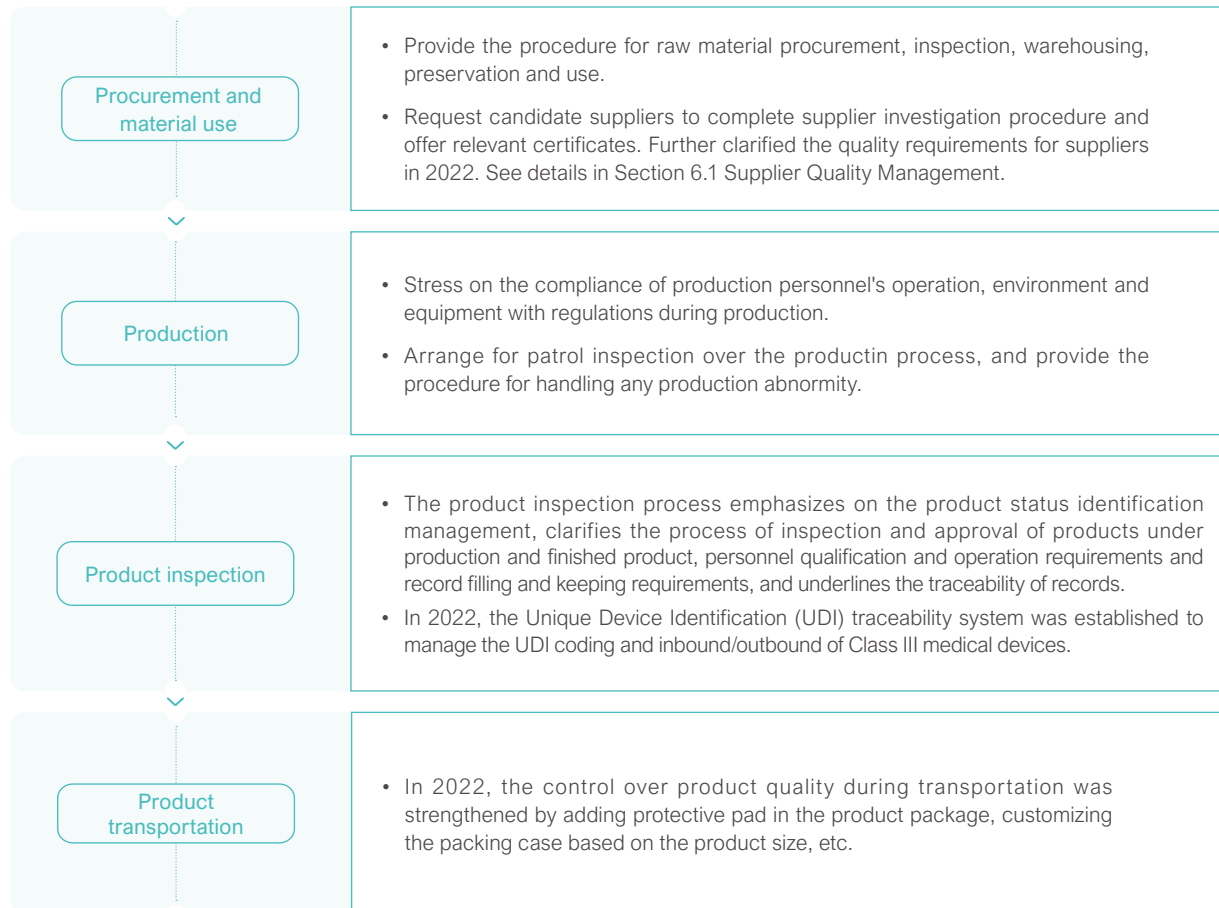 Procurement and
material use
• Provide the procedure for raw material procurement, inspection, warehousing,
preservation and use.
• Request candidate suppliers to complete supplier investigation procedure and
offer relevant certificates. Further clarified the quality requirements for suppliers
in 2022. See details in Section 6.1 Supplier Quality Management.
Production
• Stress on the compliance of production personnel's operation, environment and
equipment with regulations during production.
• Arrange for patrol inspection over the productin process, and provide the
procedure for handling any production abnormity.
Product inspection
• The product inspection process emphasizes on the product status identification
management, clarifies the process of inspection and approval of products under
production and finished product, personnel qualification and operation requirements and
record filling and keeping requirements, and underlines the traceability of records.
• In 2022, the Unique Device Identification (UDI) traceability system was established to
manage the UDI coding and inbound/outbound of Class III medical devices.
Product
transportation
• In 2022, the control over product quality during transportation was
strengthened by adding protective pad in the product package, customizing
the packing case based on the product size, etc.